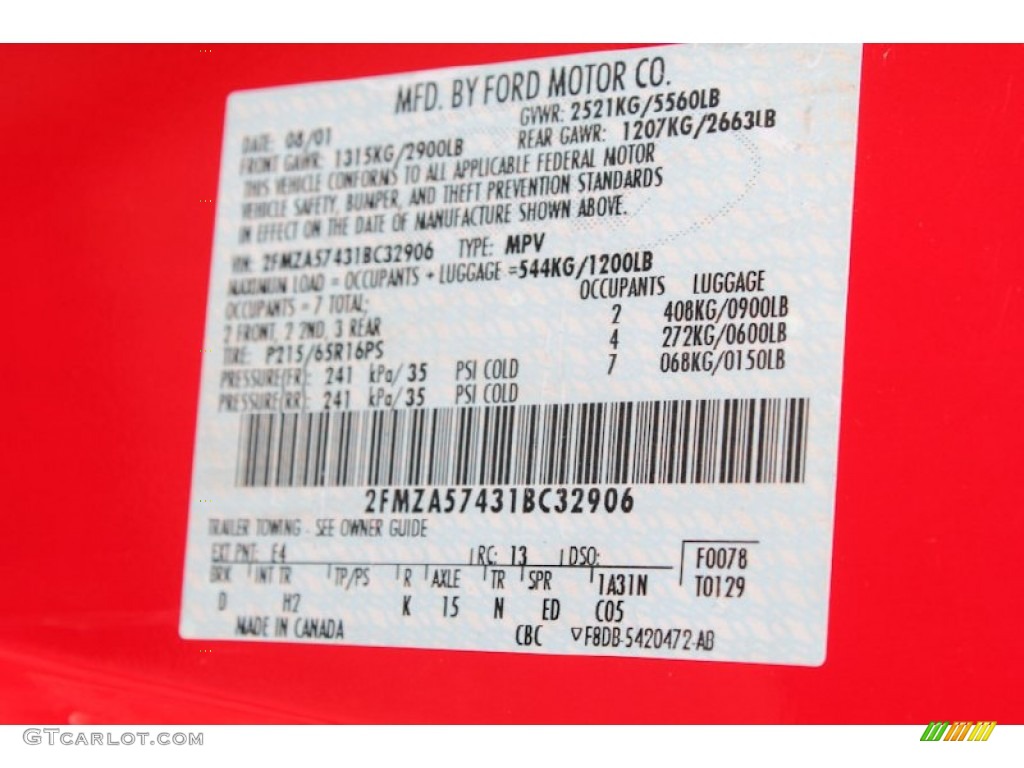 MFD. BY FORD MOTOR CO.
DATE: 08/01 GVWR: 2521KG/5560LB
FRONT GAWR: 1315KG/2900LB REAR GAWR: 1207KG/2663LB
THIS VEHICLE CONFORMS TO ALL APPLICABLE FEDERAL MOTOR
VEHICLE SAFETY, BUMPER, AND THEFT PREVENTION STANDARDS
IN EFFECT ON THE DATE OF MANUFACTURE SHOWN ABOVE.
VIN: 2FMZA57431BC32906 TYPE: MPV
MAXIMUM LOAD = OCCUPANTS + LUGGAGE =544KG/1200LB
OCCUPANTS = 7 TOTAL; OCCUPANTS LUGGAGE
2 FRONT, 2 2ND, 3 REAR 2 408KG/0900LB
TIRE: P215/65R16PS 4 272KG/0600LB
PRESSURE(FR): 241 kPa/35 PSI COLD 7 068KG/0150LB
PRESSURE(RR): 241 kPa/35 PSI COLD
2FMZA57431BC32906
TRAILER TOWING - SEE OWNER GUIDE
EXT PNT: E4 RC: 13 DSO: F0078
BRK INT TR TP/PS R AXLE TR SPR 1A31N T0129
D H2 K 15 N ED C05
MADE IN CANADA CBC ▽F8DB-5420472-AB
GTCarLot.com